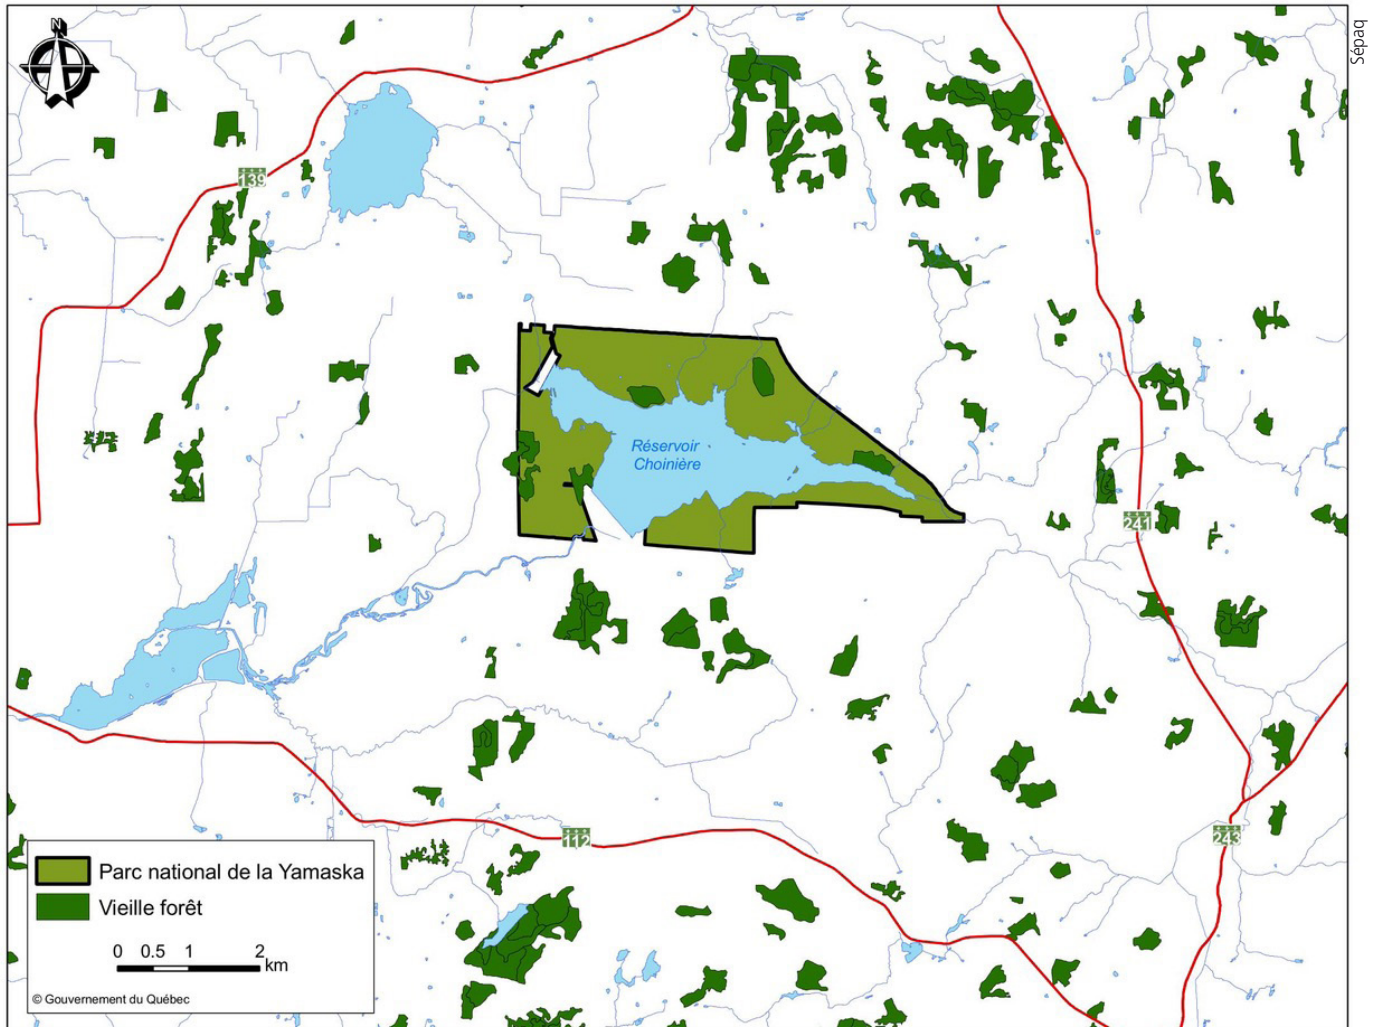 N
Sépaq
139
Réservoir
Choinière
241
112
243
Parc national de la Yamaska
Vieille forêt
0 0.5 1 2
km
© Gouvernement du Québec